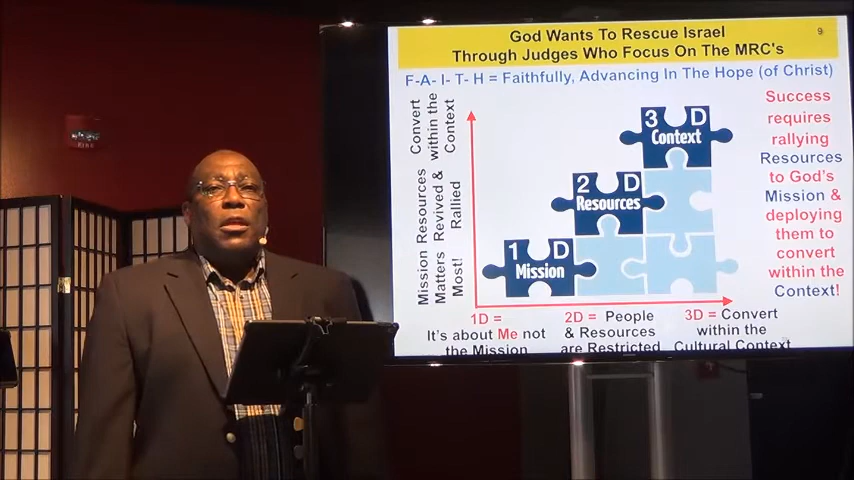 God Wants To Rescue Israel
9
Through Judges Who Focus On The MRC's
F-A- I- T- H = Faithfully, Advancing In The Hope (of Christ)
Convert
within the
Context
Resources
Revived &
Rallied
Mission
Matters
Most!
3 D
Context
2 D
Resources
1 D
Mission
Success
requires
rallying
Resources
to God's
Mission &
deploying
them to
convert
within the
Context!
1D =
It's about Me not
the Mission
2D = People
& Resources
are Restricted
3D = Convert
within the
Cultural Context